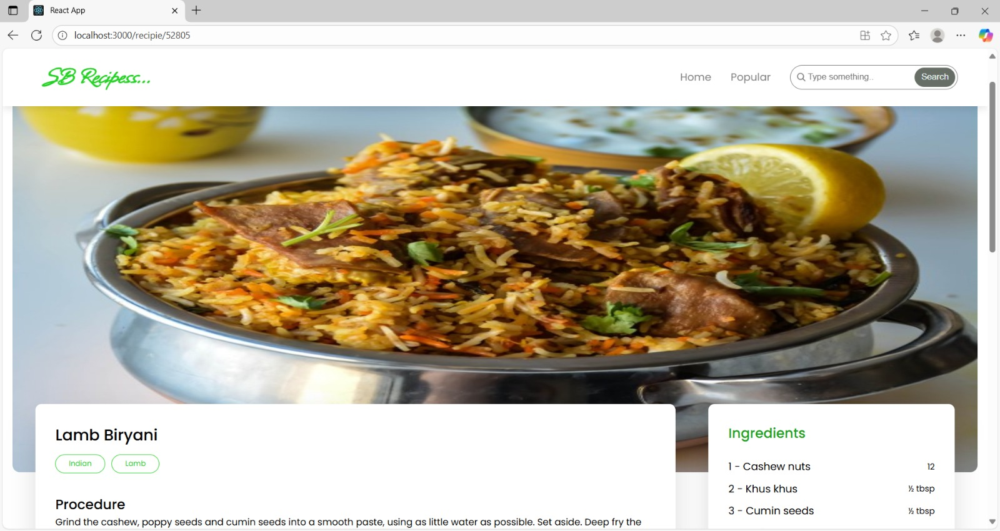 React App
localhost:3000/recipie/52805
SB Recipess...
Home
Popular
Type something..
Search
Lamb Biryani
Indian
Lamb
Procedure
Grind the cashew, poppy seeds and cumin seeds into a smooth paste, using as little water as possible. Set aside. Deep fry the
Ingredients
1 - Cashew nuts 12
2 - Khus khus ½ tbsp
3 - Cumin seeds ½ tbsp